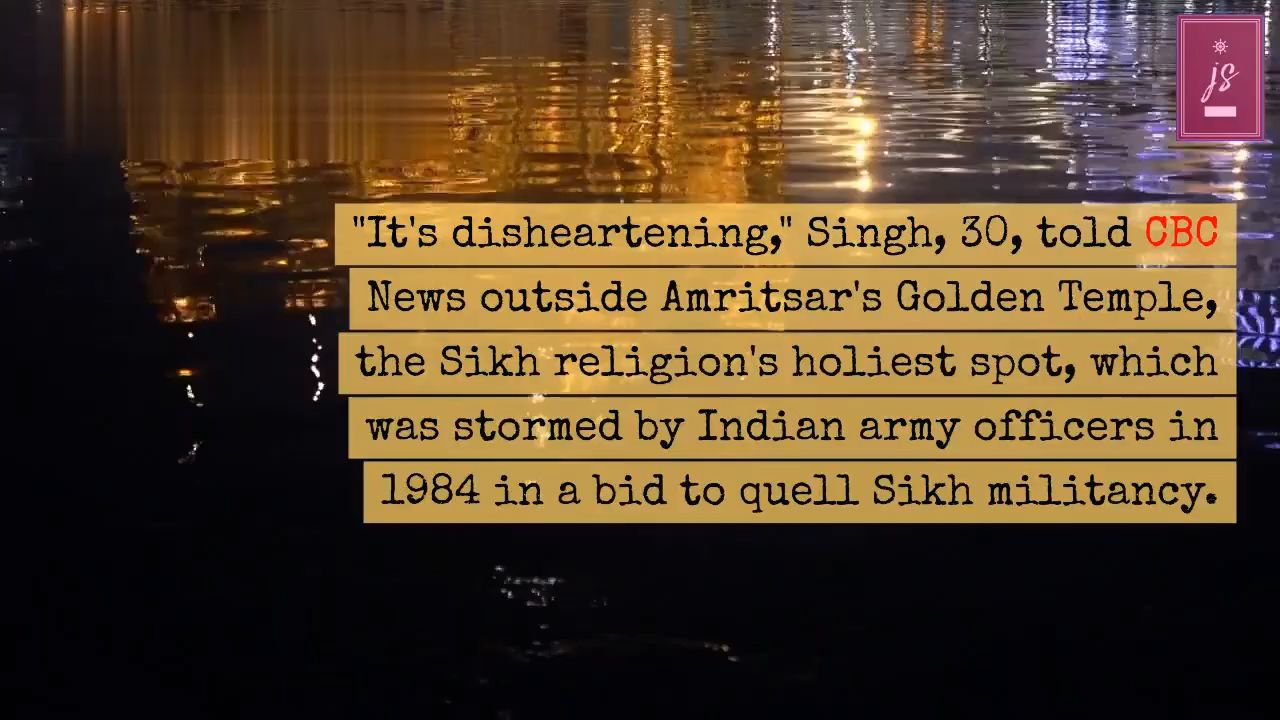 js
"It's disheartening," Singh, 30, told CBC
News outside Amritsar's Golden Temple,
the Sikh religion's holiest spot, which
was stormed by Indian army officers in
1984 in a bid to quell Sikh militancy.